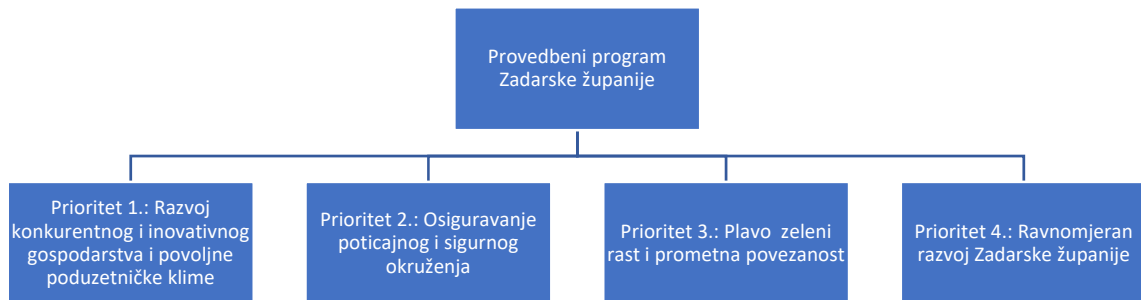 Provedbeni program
Zadarske županije
Prioritet 1.: Razvoj
konkurentnog i inovativnog
gospodarstva i povoljne
poduzetničke klime
Prioritet 2.: Osiguravanje
poticajnog i sigurnog
okruženja
Prioritet 3.: Plavo  zeleni
rast i prometna povezanost
Prioritet 4.: Ravnomjeran
razvoj Zadarske županije